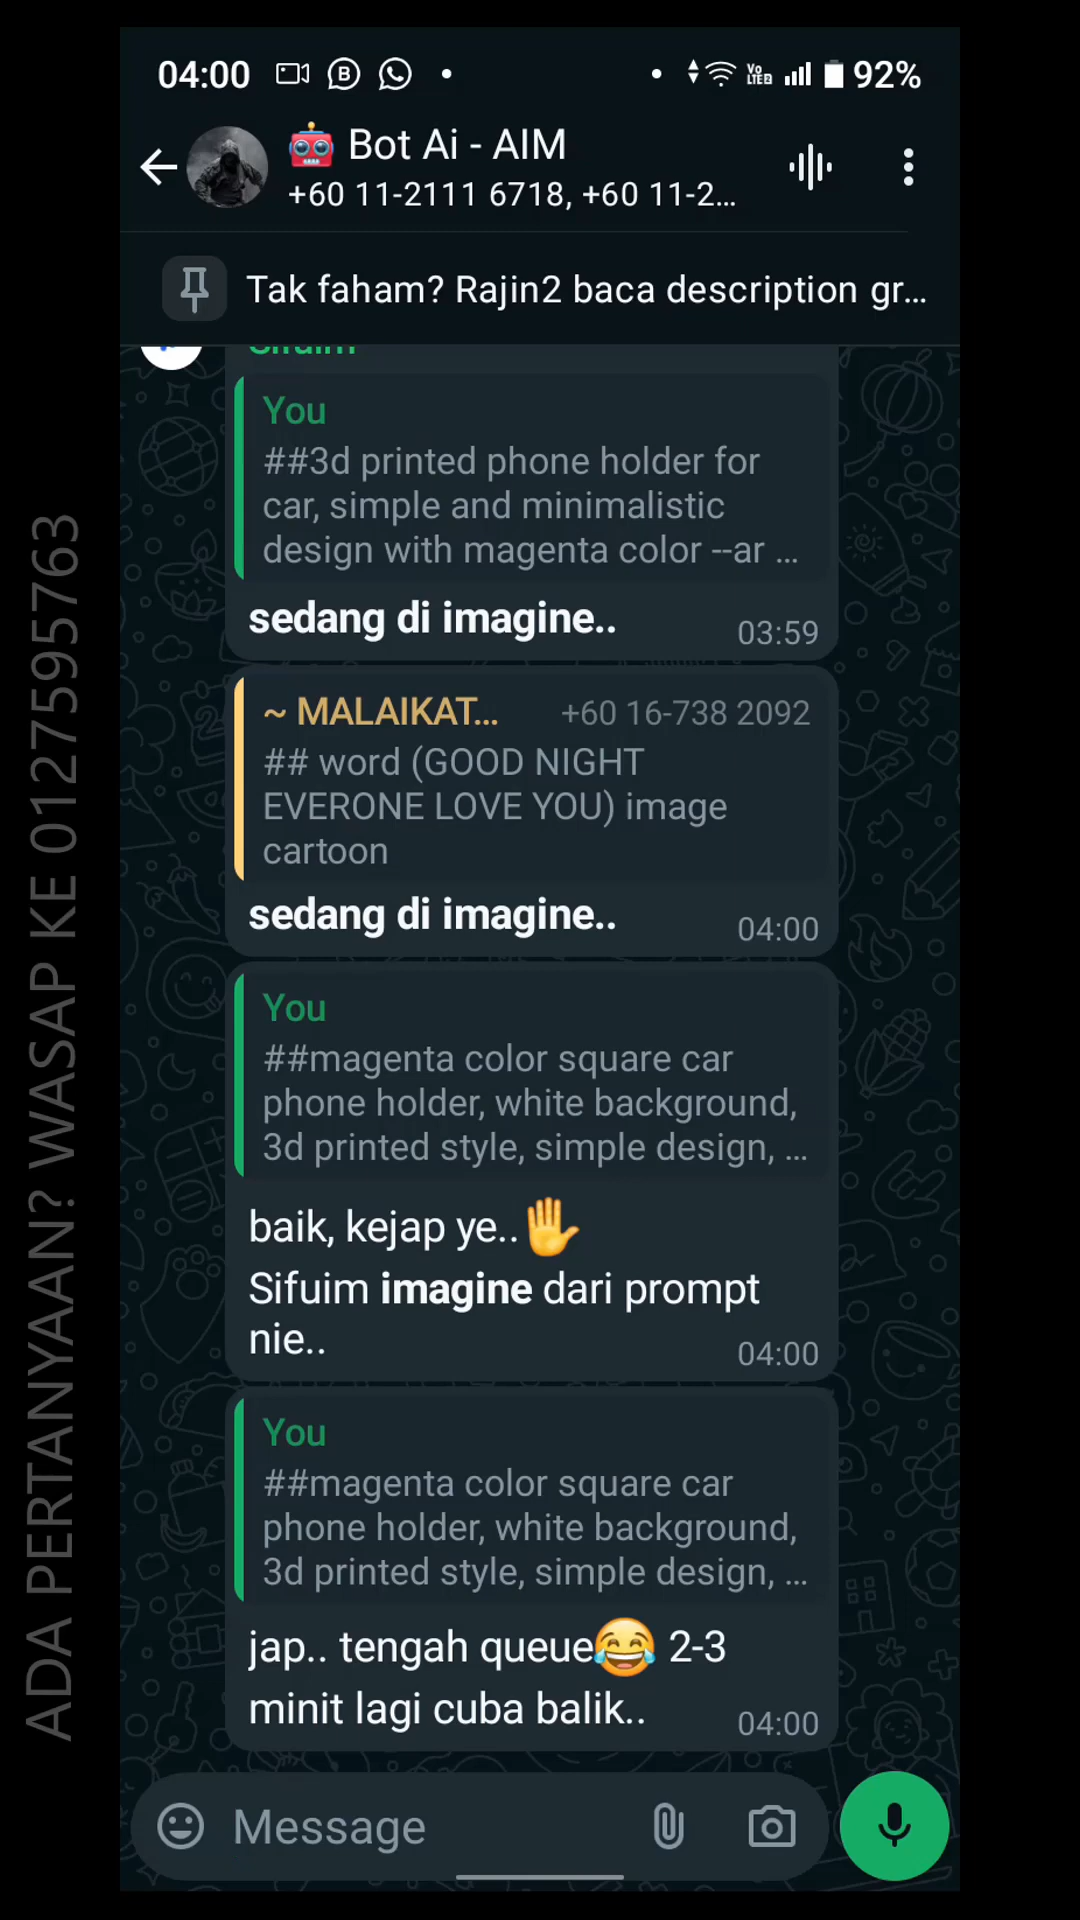 04:00
VoLTE2
92%
🤖 Bot Ai - AIM
+60 11-2111 6718, +60 11-2...
Tak faham? Rajin2 baca description gr...
Sifuim
You
##3d printed phone holder for
car, simple and minimalistic
design with magenta color --ar ...
sedang di imagine..
03:59
~ MALAIKAT... +60 16-738 2092
## word (GOOD NIGHT
EVERONE LOVE YOU) image
cartoon
sedang di imagine..
04:00
You
##magenta color square car
phone holder, white background,
3d printed style, simple design, ...
baik, kejap ye..✋
Sifuim imagine dari prompt
nie..
04:00
You
##magenta color square car
phone holder, white background,
3d printed style, simple design, ...
jap.. tengah queue😂 2-3
minit lagi cuba balik..
04:00
Message
ADA PERTANYAAN? WASAP KE 0127595763